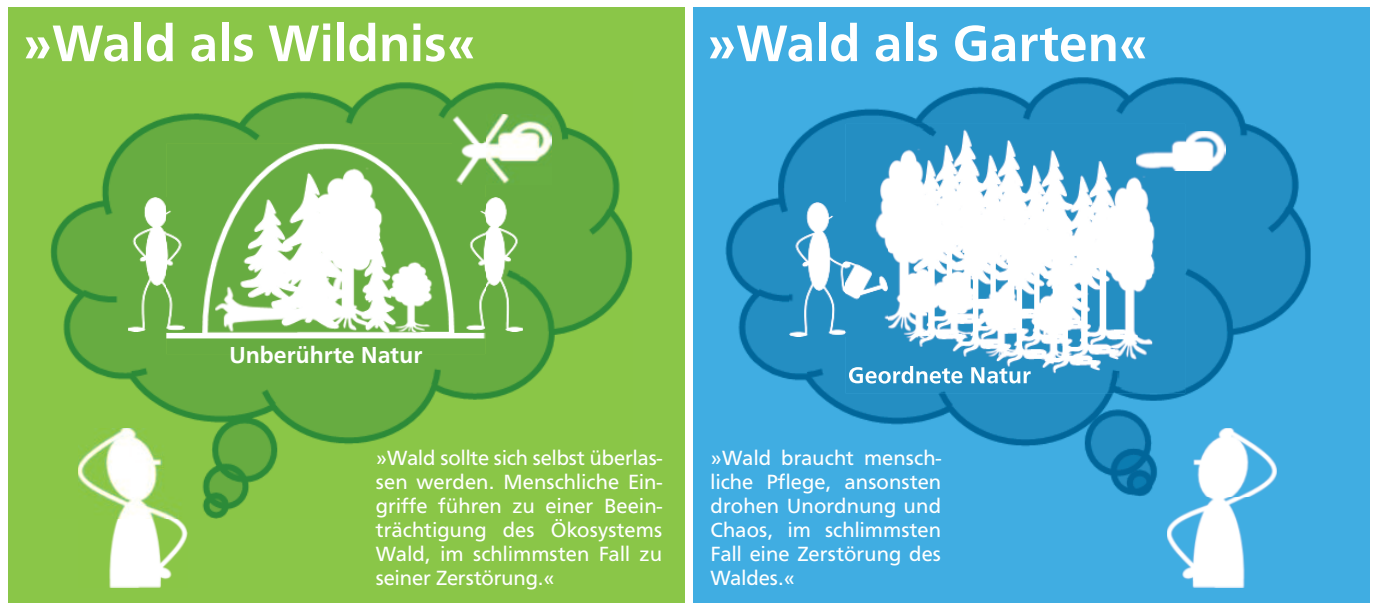 »Wald als Wildnis«
Unberührte Natur
»Wald sollte sich selbst überlas-
sen werden. Menschliche Ein-
griffe führen zu einer Beein-
trächtigung des Ökosystems
Wald, im schlimmsten Fall zu
seiner Zerstörung.«
»Wald als Garten«
Geordnete Natur
»Wald braucht mensch-
liche Pflege, ansonsten
drohen Unordnung und
Chaos, im schlimmsten
Fall eine Zerstörung des
Waldes.«